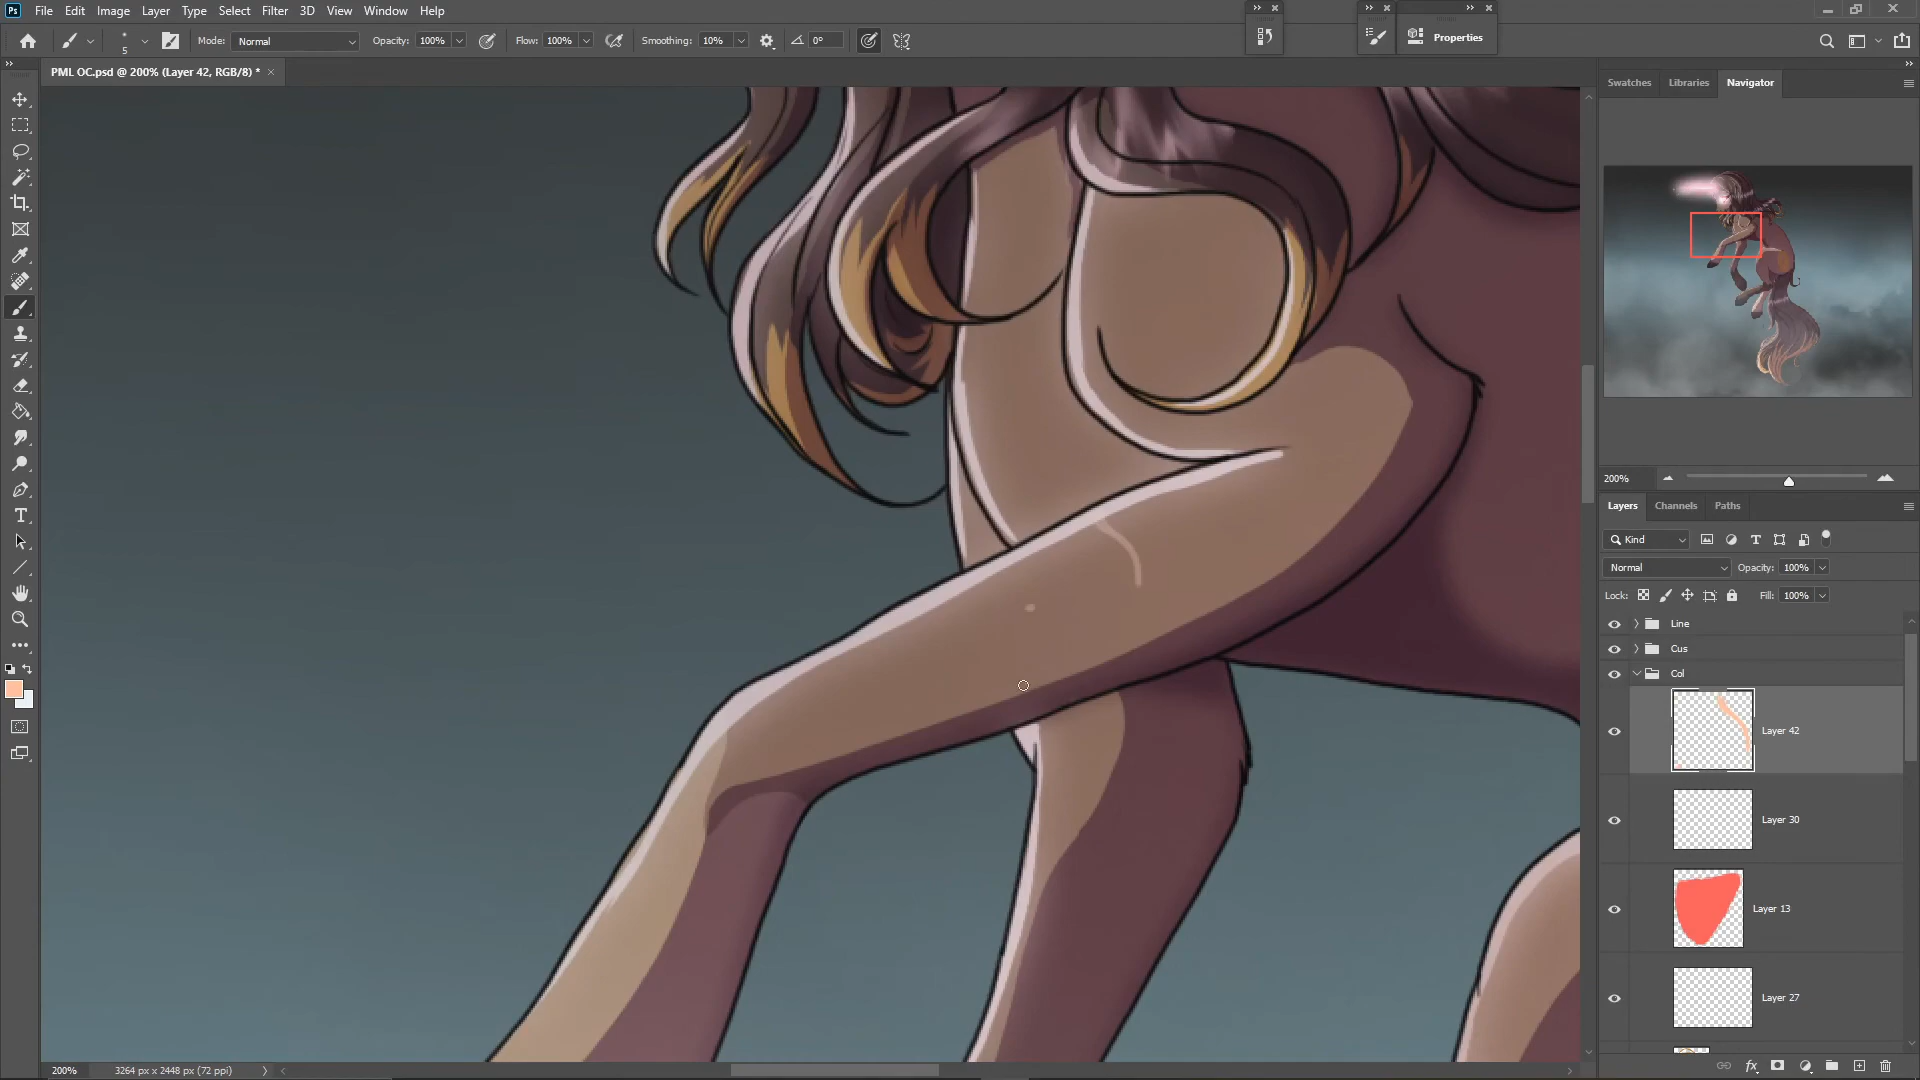 Ps File Edit Image Layer Type Select Filter 3D View Window Help
5 Mode: Normal Opacity: 100% Flow: 100% Smoothing: 10% 0° Properties
PML OC.psd @ 200% (Layer 42, RGB/8) * ×
Swatches Libraries Navigator
200%
Layers Channels Paths
Kind
Normal Opacity: 100%
Lock: Fill: 100%
Line
Cus
Col
Layer 42
Layer 30
Layer 13
Layer 27
200% 3264 px x 2448 px (72 ppi)